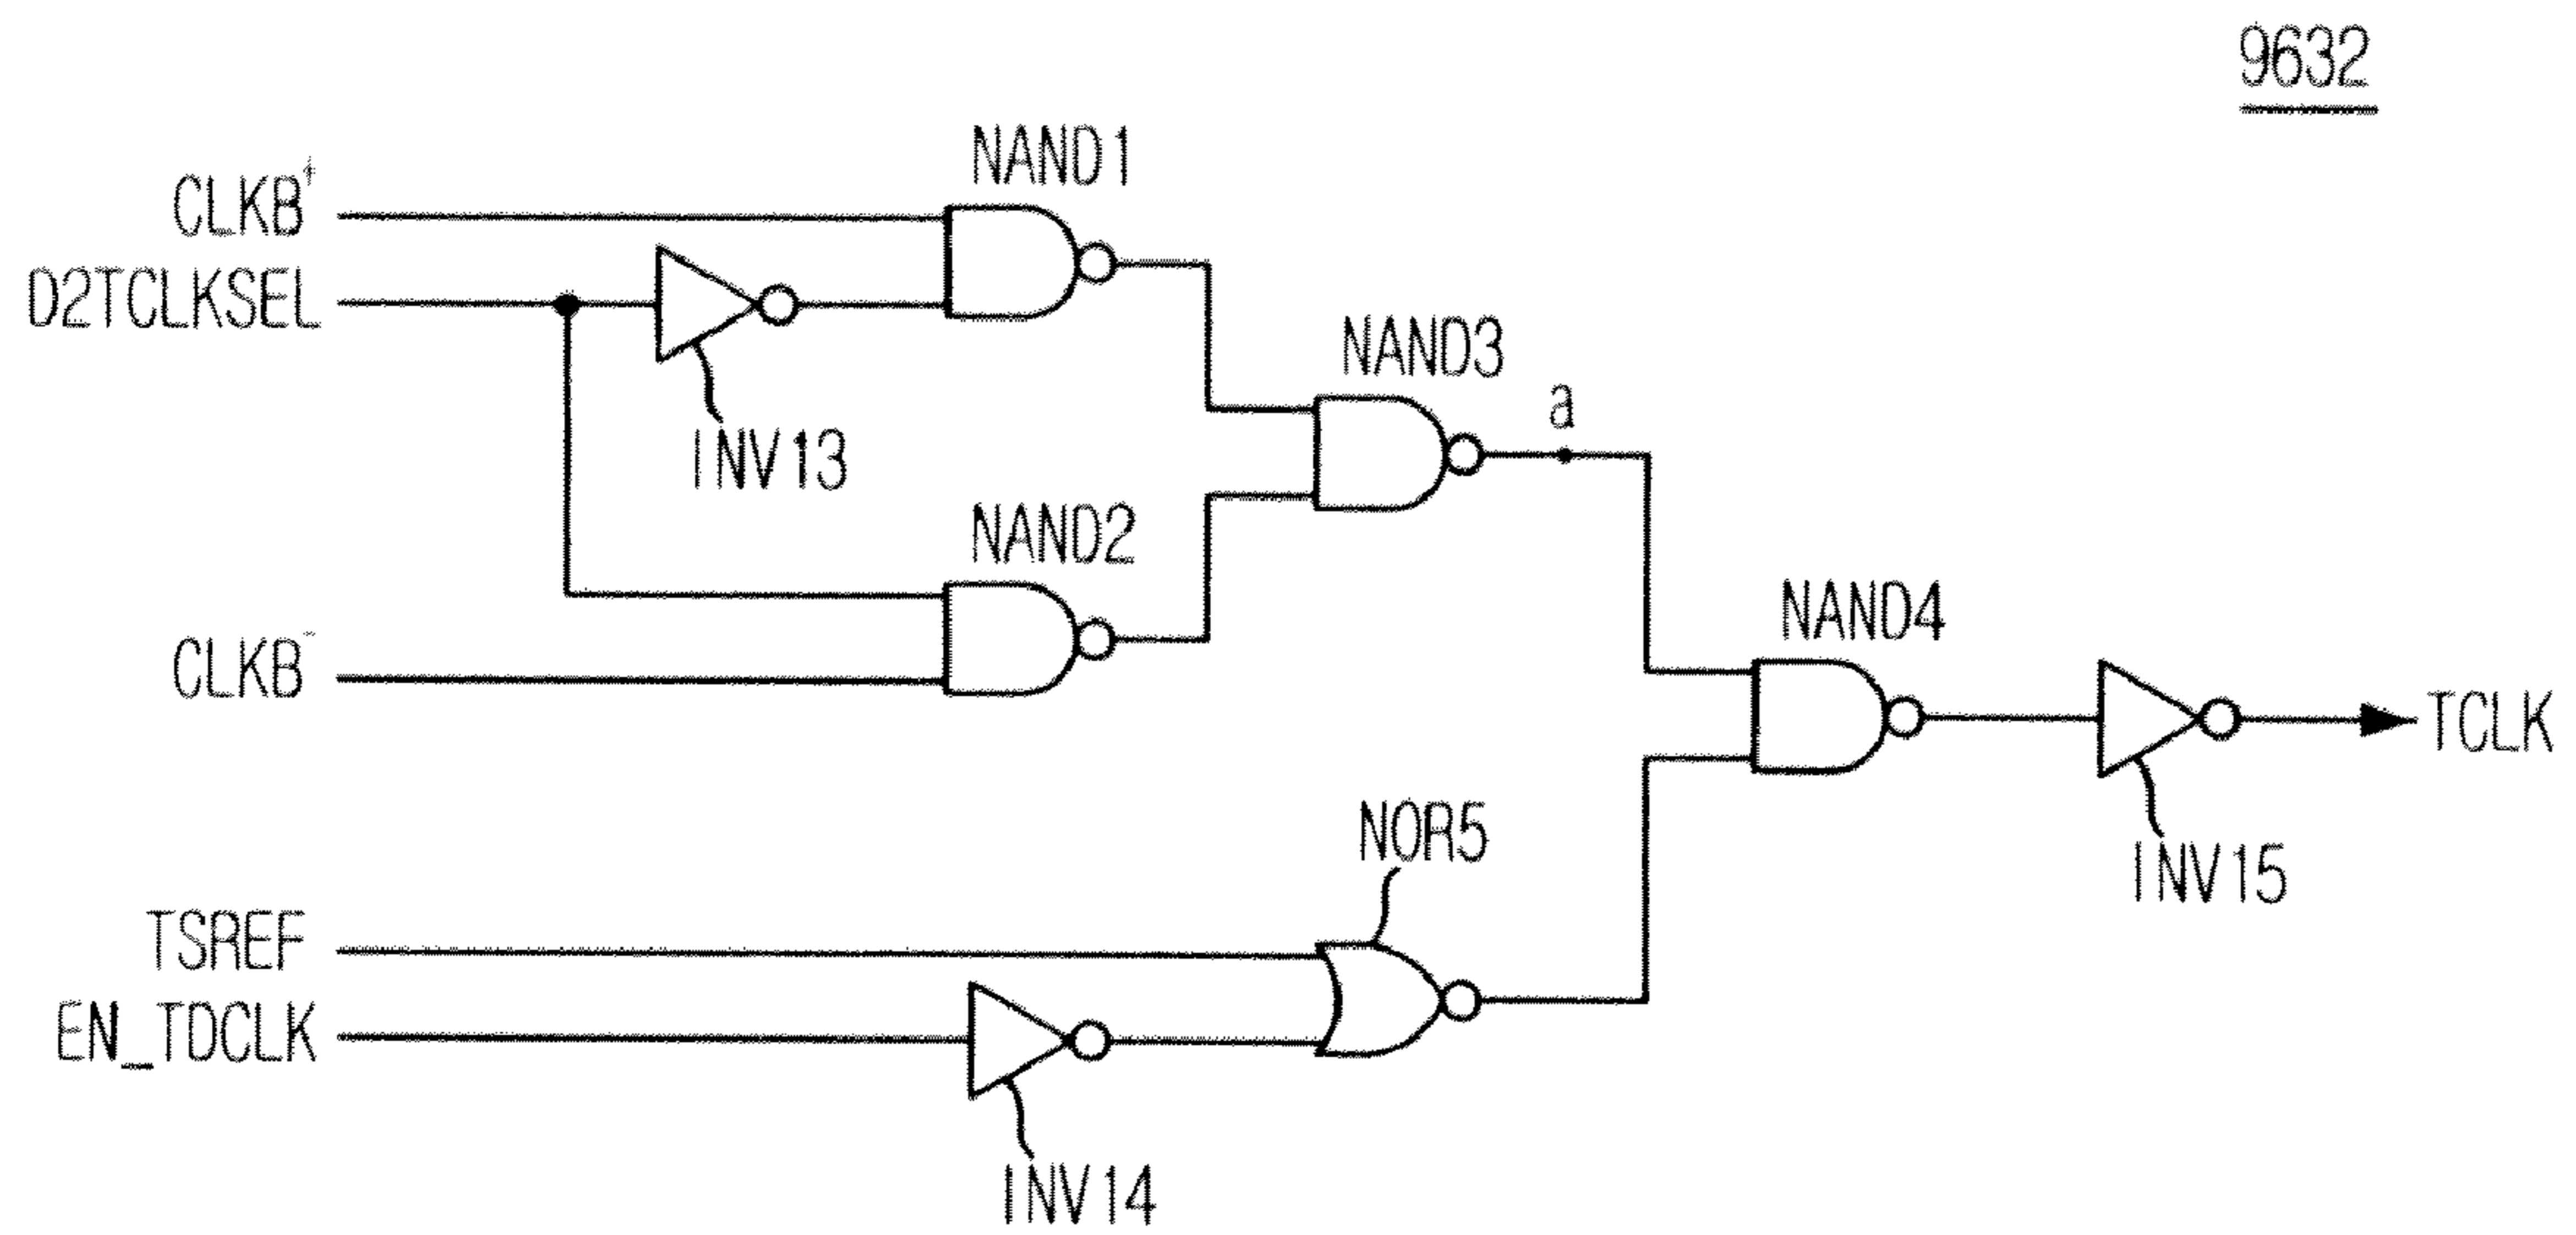 9632
NAND1
CLKB+
D2TCLKSEL
NAND3
a
INV13
NAND2
NAND4
CLKB-
TCLK
NOR5
INV15
TSREF
EN_TDCLK
INV14